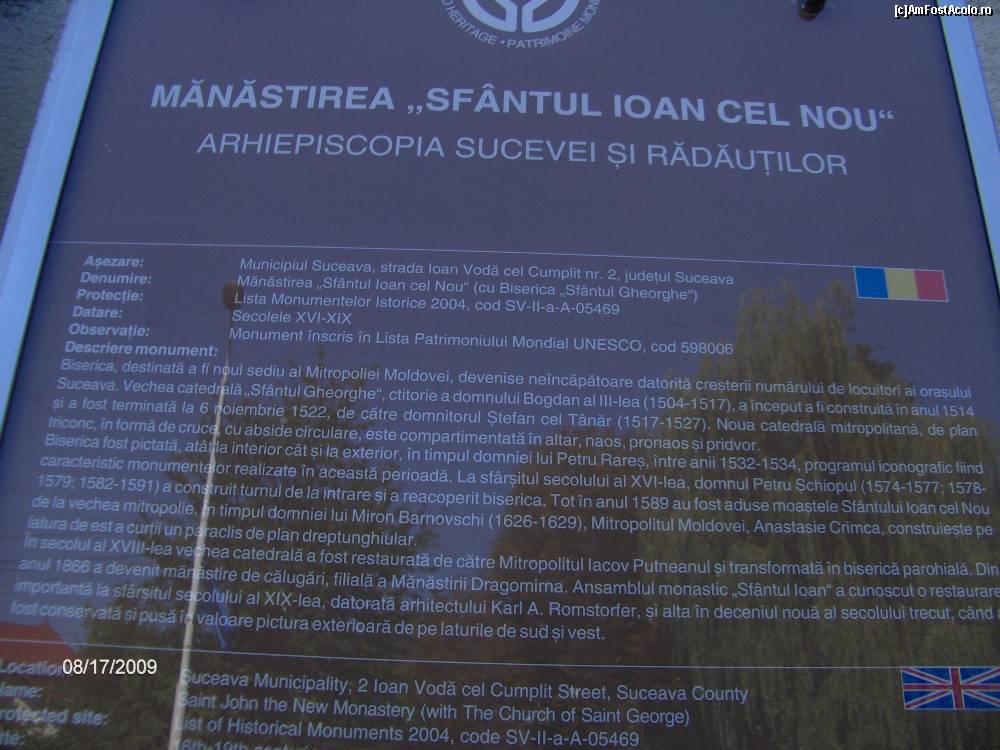 [c]AmFostAcolo.ro
HERITAGE • PATRIMOINE
MĂNĂSTIREA „SFÂNTUL IOAN CEL NOU“
ARHIEPISCOPIA SUCEVEI ȘI RĂDĂUȚILOR
Așezare: Municipiul Suceava, strada Ioan Vodă cel Cumplit nr. 2, județul Suceava
Denumire: Mănăstirea „Sfântul Ioan cel Nou“ (cu Biserica „Sfântul Gheorghe“)
Protecție: Lista Monumentelor Istorice 2004, cod SV-II-a-A-05469
Datare: Secolele XVI-XIX
Observație: Monument înscris în Lista Patrimoniului Mondial UNESCO, cod 598006
Descriere monument:
Biserica, destinată a fi noul sediu al Mitropoliei Moldovei, devenise neîncăpătoare datorită creșterii numărului de locuitori ai orașului
Suceava. Vechea catedrală „Sfântul Gheorghe“, ctitorie a domnului Bogdan al III-lea (1504-1517), a început a fi construită în anul 1514
și a fost terminată la 6 noiembrie 1522, de către domnitorul Ștefan cel Tânăr (1517-1527). Noua catedrală mitropolitană, de plan
triconc, în formă de cruce, cu abside circulare, este compartimentată în altar, naos, pronaos și pridvor.
Biserica fost pictată, atât la interior cât și la exterior, în timpul domniei lui Petru Rareș, între anii 1532-1534, programul iconografic fiind
caracteristic monumentelor realizate în această perioadă. La sfârșitul secolului al XVI-lea, domnul Petru Șchiopul (1574-1577; 1578-
1579; 1582-1591) a construit turnul de la intrare și a reacoperit biserica. Tot în anul 1589 au fost aduse moaștele Sfântului Ioan cel Nou
de la vechea mitropolie. În timpul domniei lui Miron Barnovschi (1626-1629), Mitropolitul Moldovei, Anastasie Crimca, construiește pe
latura de est a curții un paraclis de plan dreptunghiular.
În secolul al XVIII-lea vechea catedrală a fost restaurată de către Mitropolitul Iacov Putneanul și transformată în biserică parohială. Din
anul 1866 a devenit mănăstire de călugări, filială a Mănăstirii Dragomirna. Ansamblul monastic „Sfântul Ioan“ a cunoscut o restaurare
importantă la sfârșitul secolului al XIX-lea, datorată arhitectului Karl A. Romstorfer, și alta în deceniul nouă al secolului trecut, când
fost conservată și pusă în valoare pictura exterioară de pe laturile de sud și vest.
08/17/2009
Location Suceava Municipality, 2 Ioan Vodă cel Cumplit Street, Suceava County
Name: Saint John the New Monastery (with The Church of Saint George)
Protected site: List of Historical Monuments 2004, code SV-II-a-A-05469
16th-19th